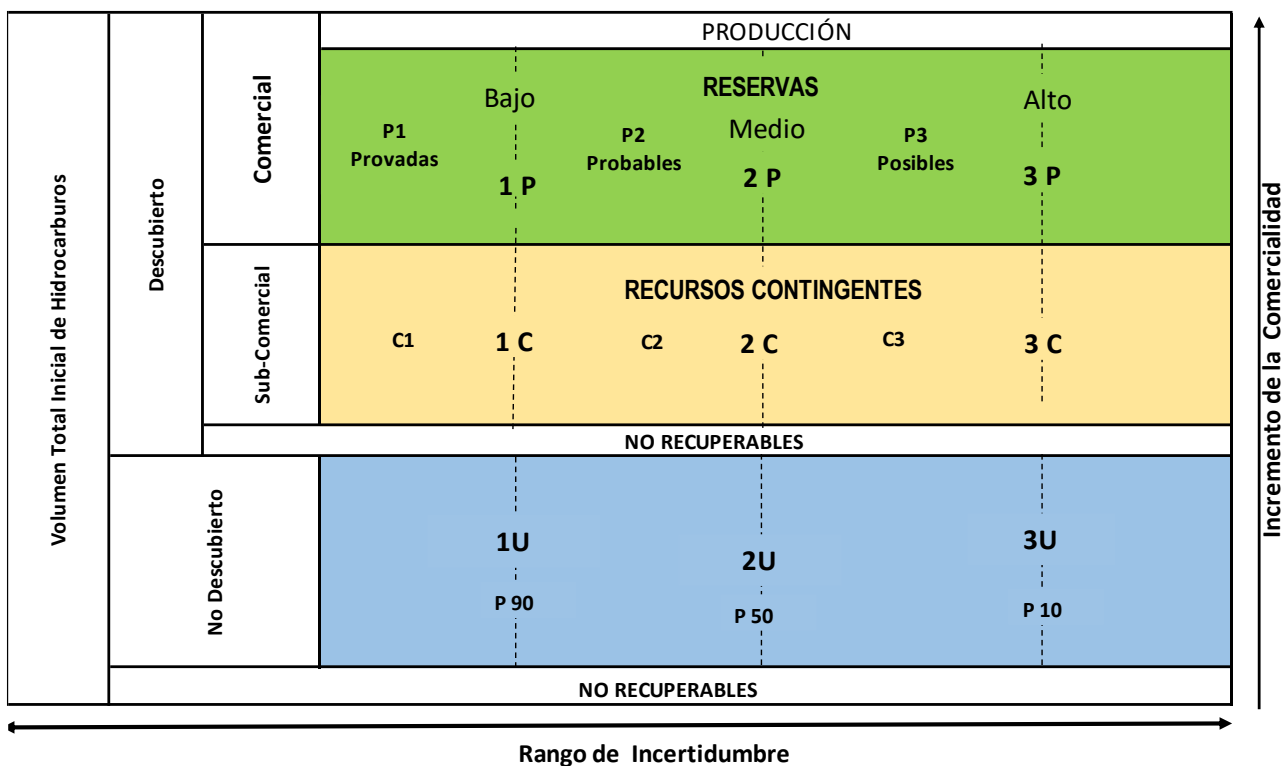 PRODUCCIÓN
RESERVAS
Bajo
Medio
Alto
P1
Provadas
P2
Probables
P3
Posibles
1 P
2 P
3 P
RECURSOS CONTINGENTES
C1
1 C
C2
2 C
C3
3 C
NO RECUPERABLES
1U
2U
3U
P 90
P 50
P 10
NO RECUPERABLES
Volumen Total Inicial de Hidrocarburos
Descubierto
Comercial
Sub-Comercial
No Descubierto
Incremento de la Comercialidad
Rango de Incertidumbre